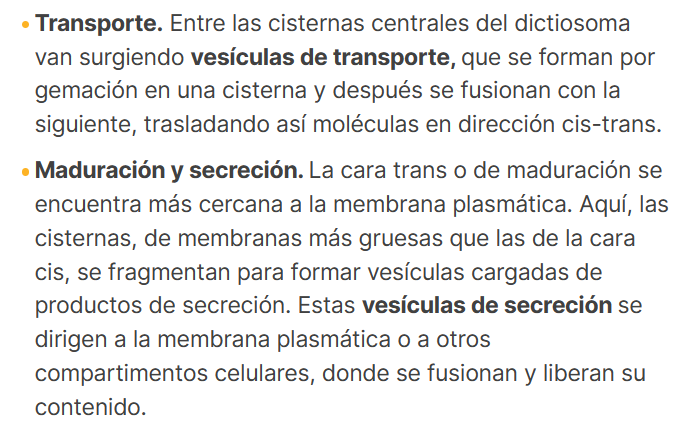 • Transporte. Entre las cisternas centrales del dictiosoma
van surgiendo vesículas de transporte, que se forman por
gemación en una cisterna y después se fusionan con la
siguiente, trasladando así moléculas en dirección cis-trans.
• Maduración y secreción. La cara trans o de maduración se
encuentra más cercana a la membrana plasmática. Aquí, las
cisternas, de membranas más gruesas que las de la cara
cis, se fragmentan para formar vesículas cargadas de
productos de secreción. Estas vesículas de secreción se
dirigen a la membrana plasmática o a otros
compartimentos celulares, donde se fusionan y liberan su
contenido.